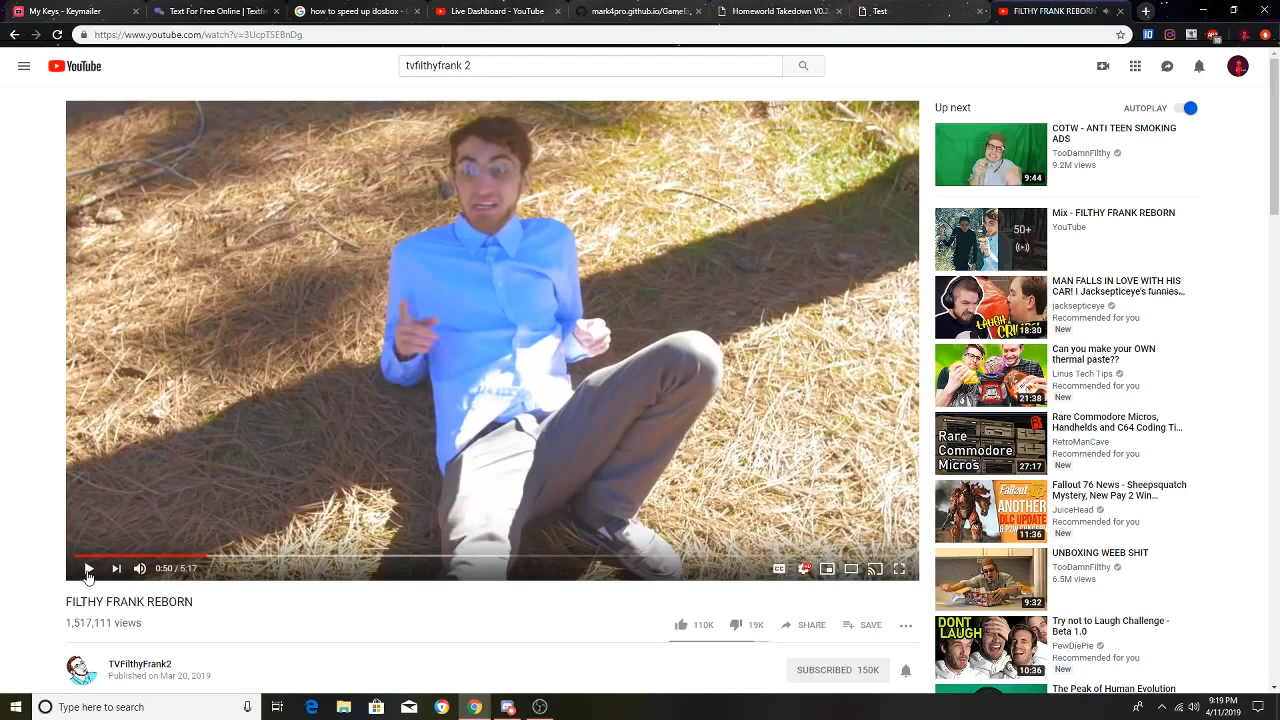 My Keys - Keymailer
Text For Free Online [Textf
how to speed up dosbox -
Live Dashboard - YouTube
mark4pro.github.io/GameE
Homeworld Takedown V0.2
Test
FILTHY FRANK REBORN
https://www.youtube.com/watch?v=3UcpTSEBnDg
YouTube
tvfilthyfrank 2
Up next
AUTOPLAY
COTW - ANTI TEEN SMOKING
ADS
TooDamnFilthy
9.2M views
9:44
Mix - FILTHY FRANK REBORN
YouTube
50+
MAN FALLS IN LOVE WITH HIS
CAR! I Jacksepticeye's funnies...
jacksepticeye
Recommended for you
New
18:30
Can you make your OWN
thermal paste??
Linus Tech Tips
Recommended for you
New
21:38
Rare Commodore Micros,
Handhelds and C64 Coding Ti...
RetroManCave
Recommended for you
New
Rare
Commodore
Micros
27:17
Fallout 76 News - Sheepsquatch
Mystery, New Pay 2 Win...
JuiceHead
Recommended for you
New
Fallout
ANOTHER
DLC UPDATE
11:36
UNBOXING WEEB SHIT
TooDamnFilthy
6.5M views
9:32
Try not to Laugh Challenge -
Beta 1.0
PewDiePie
Recommended for you
New
DON'T
LAUGH
10:36
The Peak of Human Evolution
0:50 / 5:17
CC
FILTHY FRANK REBORN
1,517,111 views
110K
19K
SHARE
SAVE
TVFilthyFrank2
Published on Mar 20, 2019
SUBSCRIBED 150K
Type here to search
9:19 PM
4/11/2019